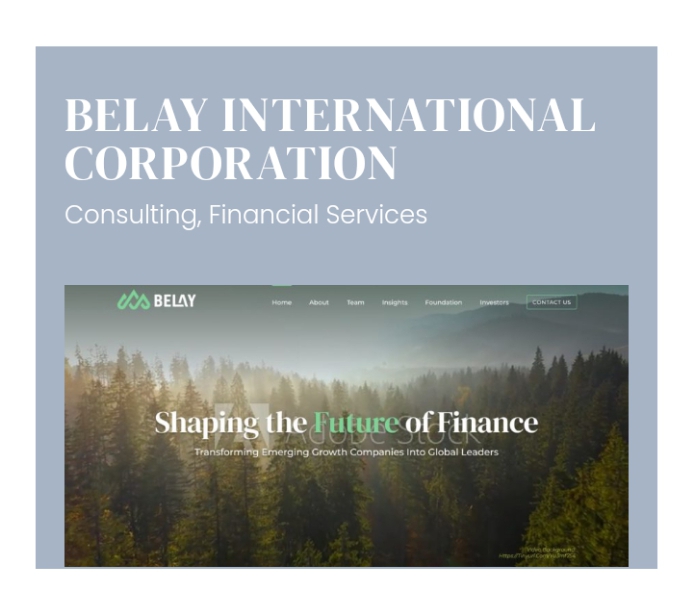 BELAY INTERNATIONAL
CORPORATION
Consulting, Financial Services
BELAY
Home About Team Insights Foundation Investors CONTACT US
Shaping the Future of Finance
Adobe Stock
Transforming Emerging Growth Companies Into Global Leaders